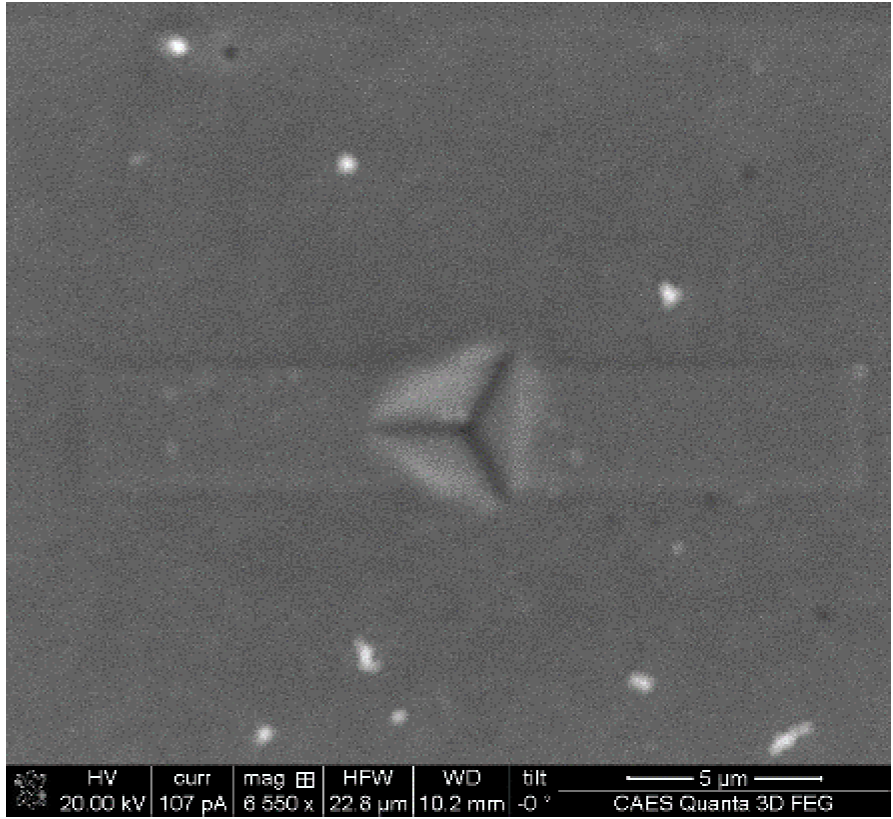 HV curr mag HFW WD tilt 5 µm
20.00 kV 107 pA 6 550 x 22.8 µm 10.2 mm -0 ° CAES Quanta 3D FEG